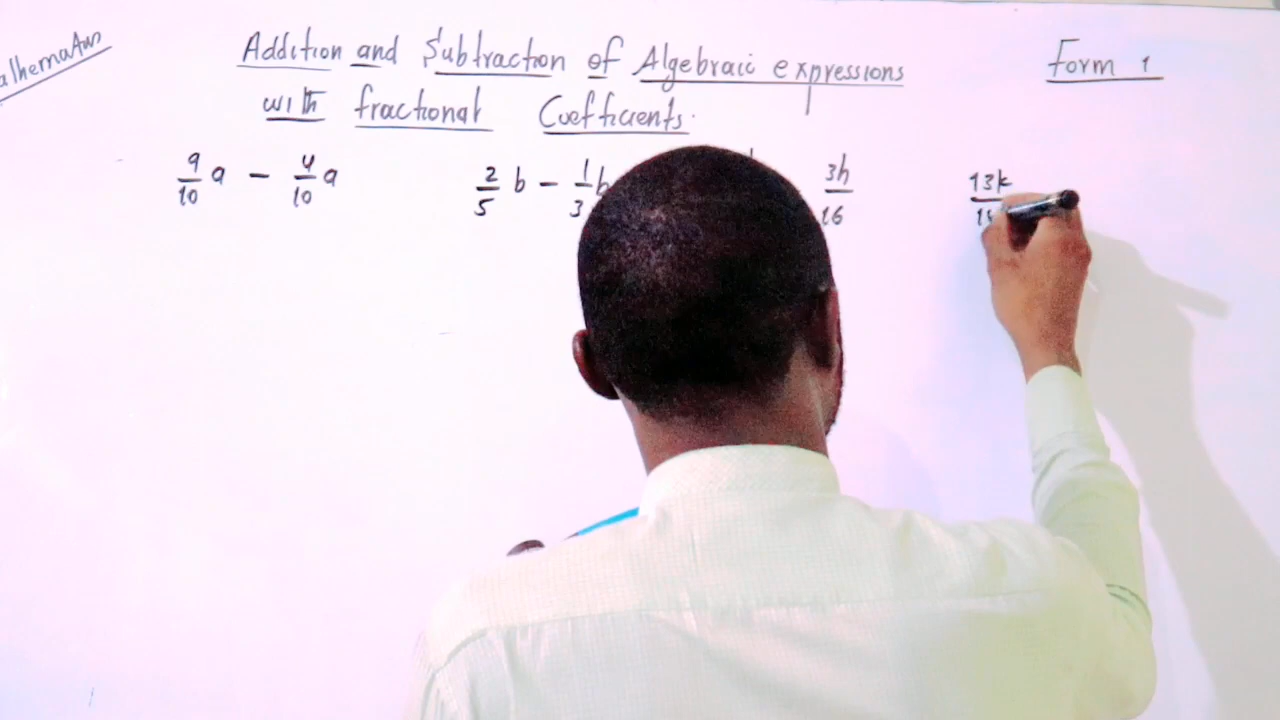 Addition and Subtraction of Algebraic expressions
with fractional Coefficients.
Form 1
9/10 a - 4/10 a
2/5 b - 1/3 b
3h/16
13k